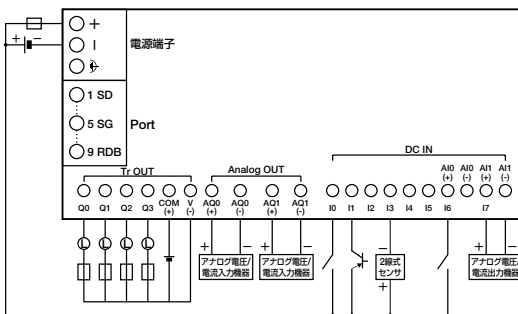 +
+ −
−
電源端子
1 SD
5 SG
Port
9 RDB
DC IN
Tr OUT
Analog OUT
AI0 AI0 AI1 AI1
(+) (-) (+) (-)
Q0 Q1 Q2 Q3 COM V AQ0 AQ0 AQ1 AQ1 I0 I1 I2 I3 I4 I5 I6 I7
(+) (-) (+) (-) (+) (-)
L L L L
+ − + − − + −
アナログ電圧/ アナログ電圧/ 2線式 アナログ電圧/
電流入力機器 電流入力機器 センサ 電流出力機器
+